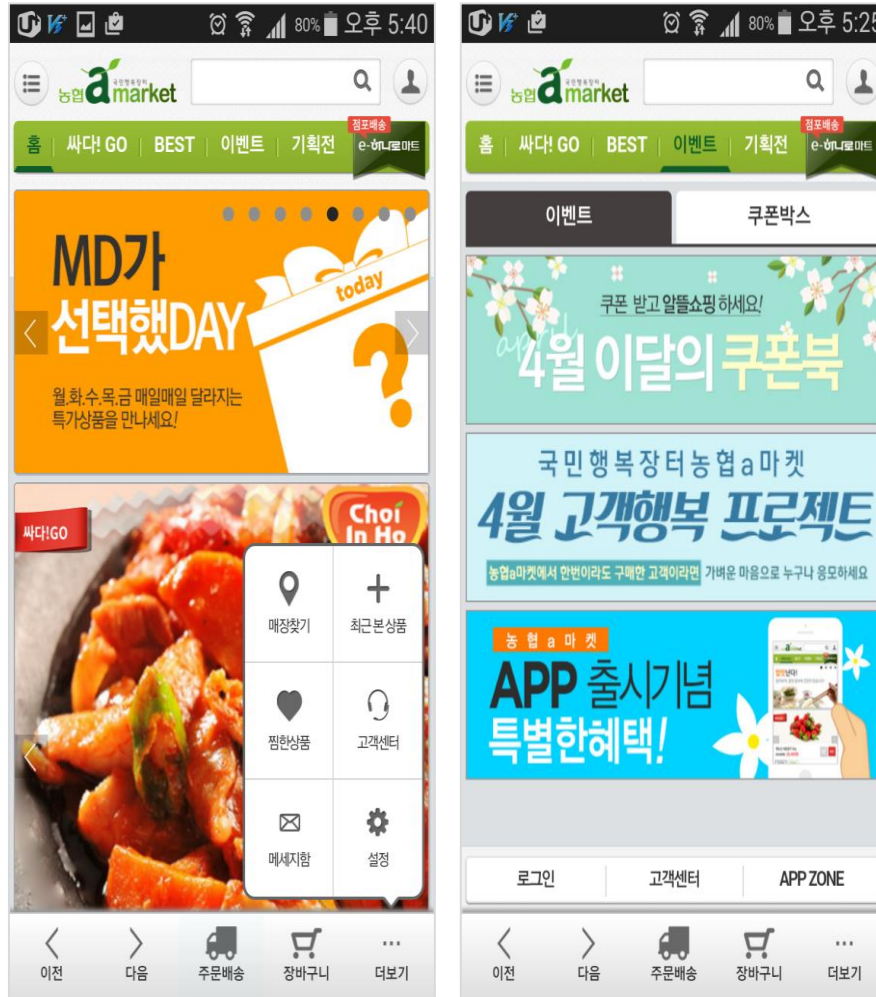 80% 오후 5:40
농협 국민행복장터 a market
점포배송
홈 싸다! GO BEST 이벤트 기획전 e-하나로마트
MD가
선택했DAY
today
?
월.화.수.목.금 매일매일 달라지는
특가상품을 만나세요!
싸다!GO
Choi
In Ho
매장찾기 최근 본 상품
찜한상품 고객센터
메세지함 설정
이전 다음 주문배송 장바구니 더보기
80% 오후 5:25
농협 국민행복장터 a market
점포배송
홈 싸다! GO BEST 이벤트 기획전 e-하나로마트
이벤트 쿠폰박스
쿠폰 받고 알뜰쇼핑 하세요!
april
4월 이달의 쿠폰북
국민행복장터농협a마켓
4월 고객행복 프로젝트
농협a마켓에서 한번이라도 구매한 고객이라면 가벼운 마음으로 누구나 응모하세요
농협a마켓
APP 출시기념
특별한혜택!
로그인 고객센터 APP ZONE
이전 다음 주문배송 장바구니 더보기